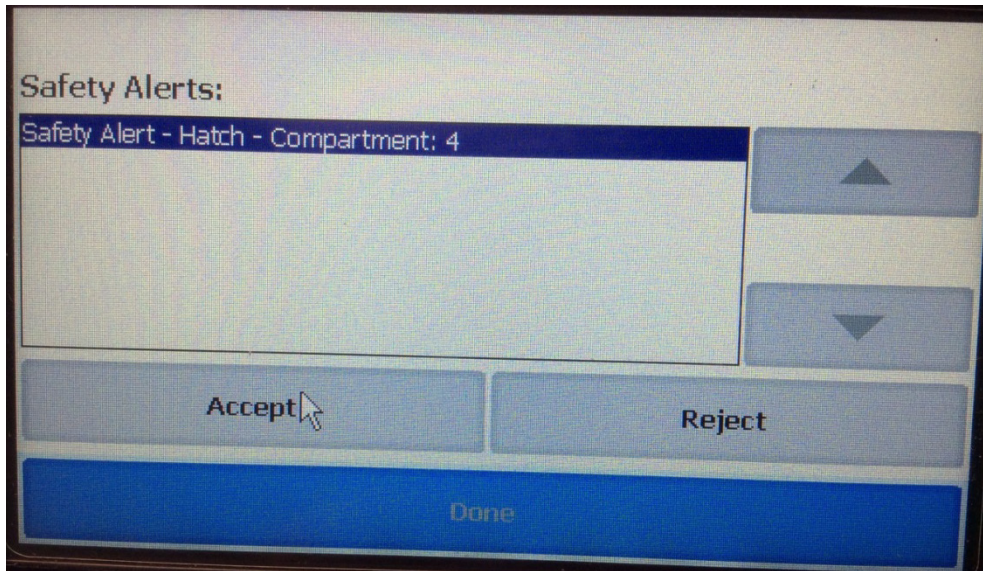 Safety Alerts:
Safety Alert - Hatch - Compartment: 4
Accept
Reject
Done